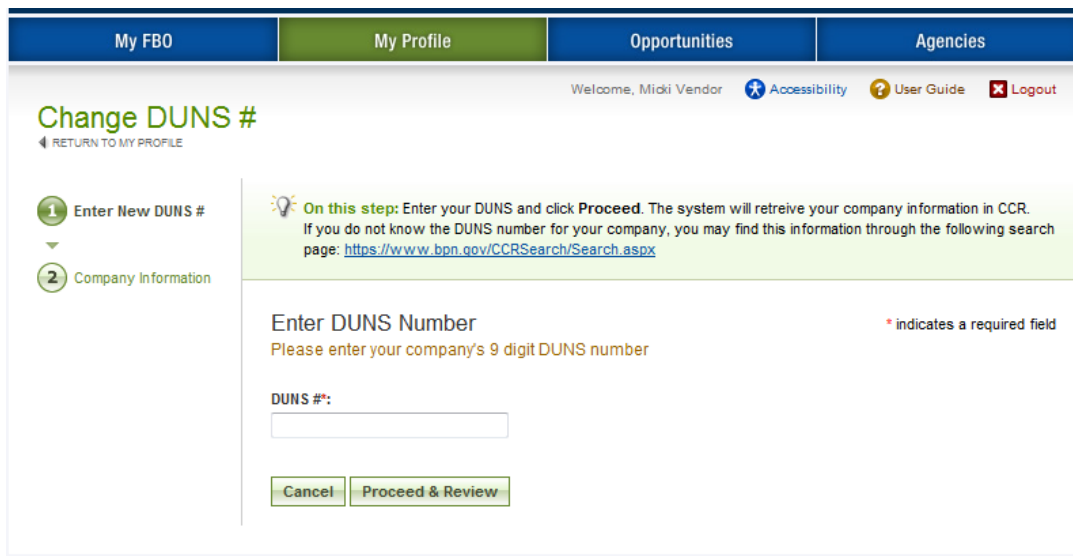 My FBO
My Profile
Opportunities
Agencies
Welcome, Micki Vendor
Accessibility
User Guide
Logout
Change DUNS #
RETURN TO MY PROFILE
1 Enter New DUNS #
2 Company Information
On this step: Enter your DUNS and click Proceed. The system will retreive your company information in CCR.
If you do not know the DUNS number for your company, you may find this information through the following search
page: https://www.bpn.gov/CCRSearch/Search.aspx
Enter DUNS Number
* indicates a required field
Please enter your company's 9 digit DUNS number
DUNS #*:
Cancel
Proceed & Review